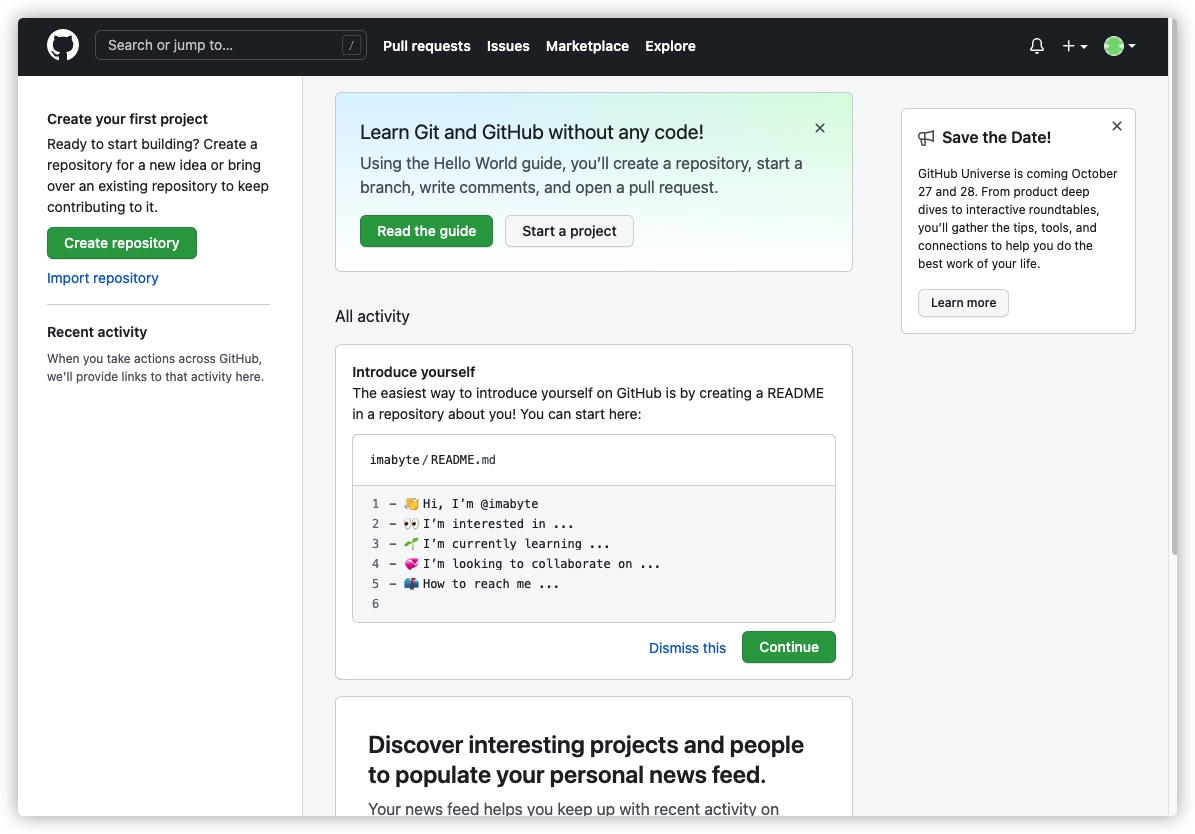 Search or jump to...
/
Pull requests
Issues
Marketplace
Explore
Create your first project
Ready to start building? Create a
repository for a new idea or bring
over an existing repository to keep
contributing to it.
Create repository
Import repository
Recent activity
When you take actions across GitHub,
we’ll provide links to that activity here.
Learn Git and GitHub without any code!
Using the Hello World guide, you’ll create a repository, start a
branch, write comments, and open a pull request.
Read the guide
Start a project
All activity
Introduce yourself
The easiest way to introduce yourself on GitHub is by creating a README
in a repository about you! You can start here:
imabyte/README.md
1 - 👋 Hi, I’m @imabyte
2 - 👀 I’m interested in ...
3 - 🌱 I’m currently learning ...
4 - 💞️ I’m looking to collaborate on ...
5 - 📫 How to reach me ...
6
Dismiss this
Continue
Discover interesting projects and people
to populate your personal news feed.
Your news feed helps you keep up with recent activity on
Save the Date!
GitHub Universe is coming October
27 and 28. From product deep
dives to interactive roundtables,
you’ll gather the tips, tools, and
connections to help you do the
best work of your life.
Learn more